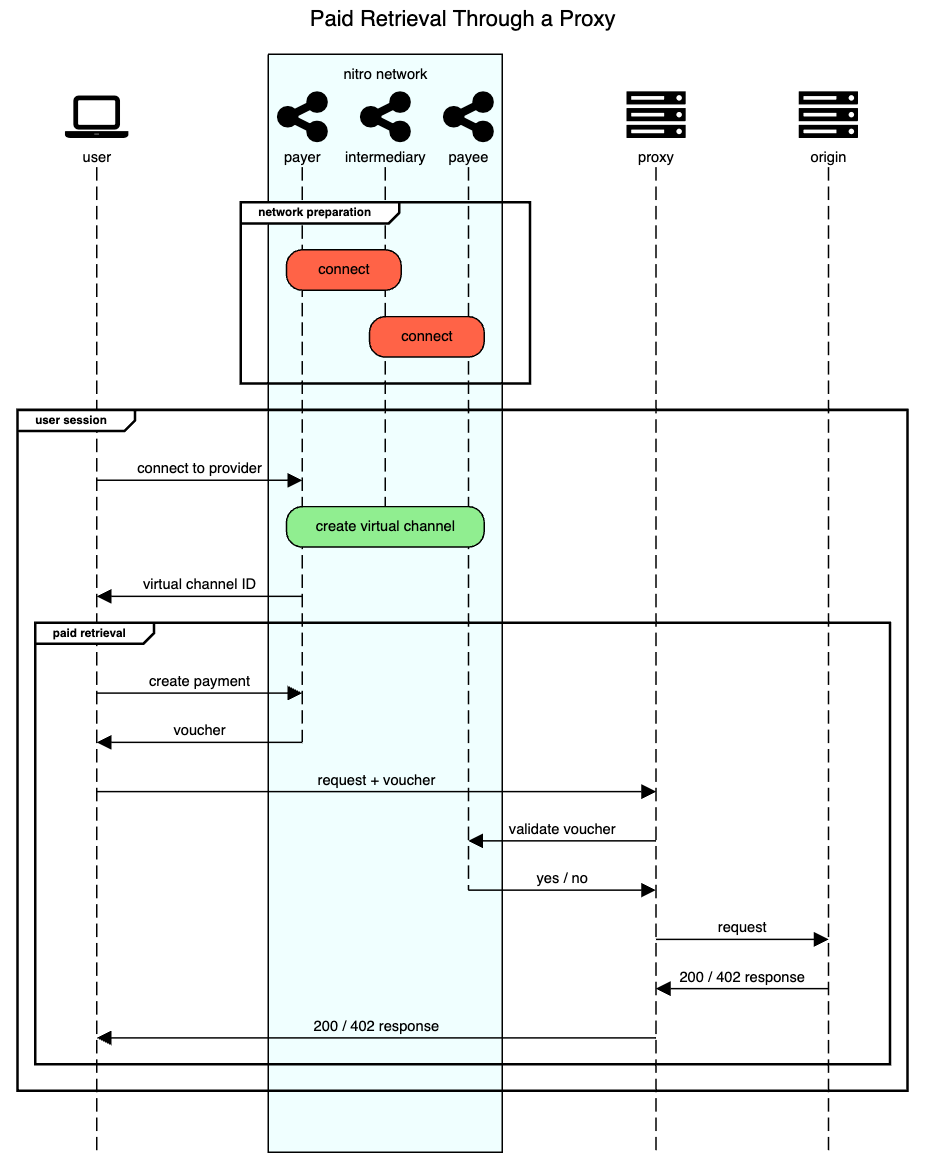 Paid Retrieval Through a Proxy
nitro network
user
payer
intermediary
payee
proxy
origin
network preparation
connect
connect
user session
connect to provider
create virtual channel
virtual channel ID
paid retrieval
create payment
voucher
request + voucher
validate voucher
yes / no
request
200 / 402 response
200 / 402 response